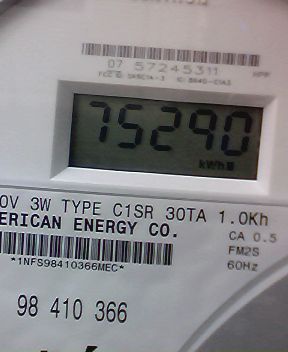 07 57245311
HPP
75290
kWh
0V 3W TYPE C1SR 30TA 1.0Kh
ERICAN ENERGY CO.
CA 0.5
FM2S
60Hz
*1NFS98410366MEC*
98 410 366